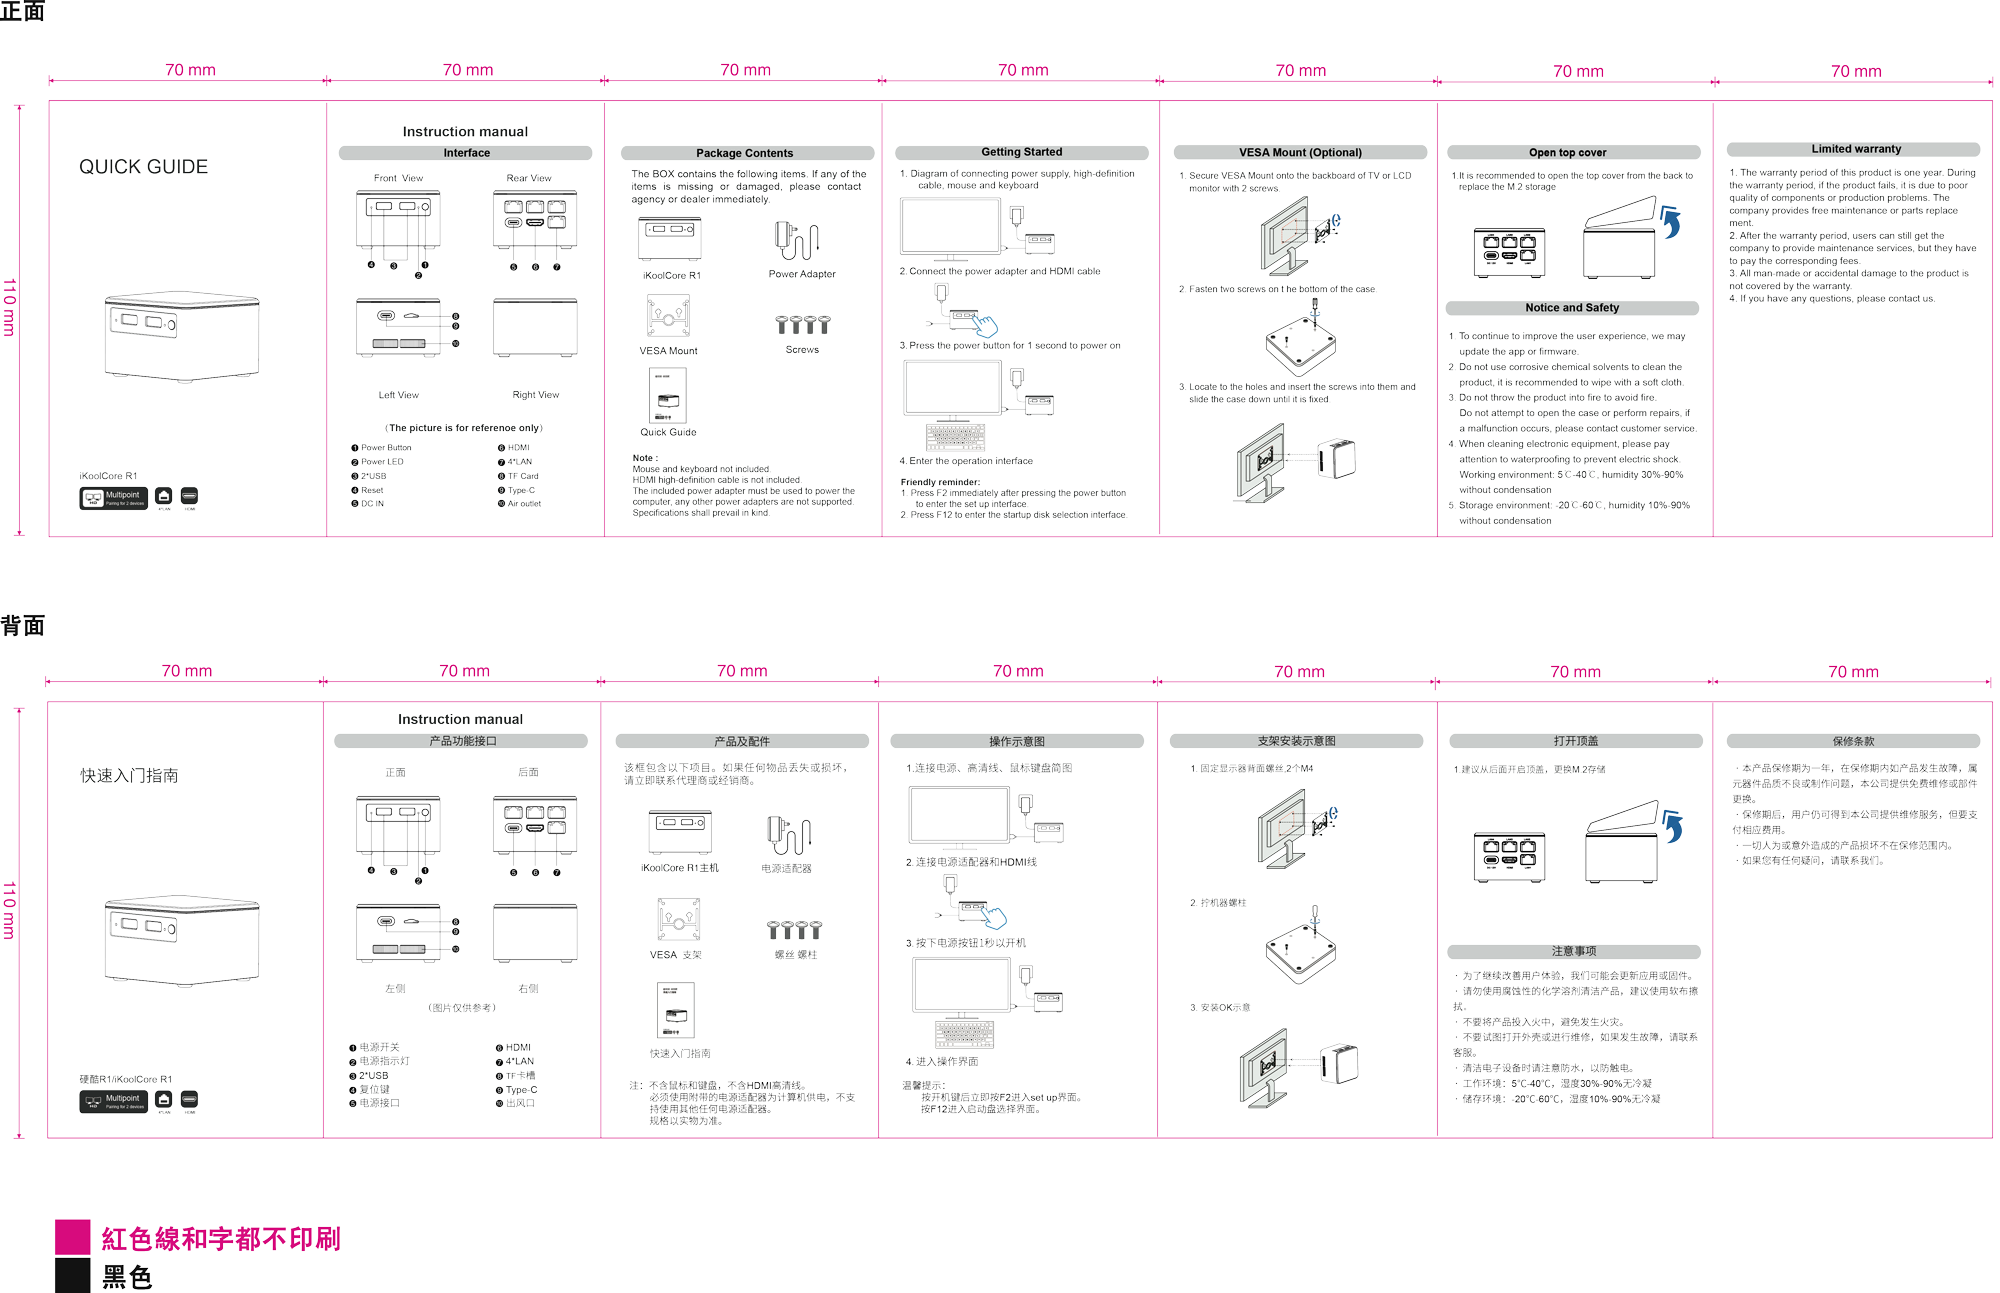 正面
70 mm
70 mm
70 mm
70 mm
70 mm
70 mm
70 mm
110 mm
QUICK GUIDE
iKoolCore R1
Multipoint
Pairing for 2 devices
4*LAN
HDMI
Instruction manual
Interface
Front View
Rear View
Left View
Right View
（The picture is for reference only）
❶ Power Button
❷ Power LED
❸ 2*USB
❹ Reset
❺ DC IN
❻ HDMI
❼ 4*LAN
❽ TF Card
❾ Type-C
❿ Air outlet
Package Contents
The BOX contains the following items. If any of the
items is missing or damaged, please contact
agency or dealer immediately.
iKoolCore R1
Power Adapter
VESA Mount
Screws
Quick Guide
Note :
Mouse and keyboard not included.
HDMI high-definition cable is not included.
The included power adapter must be used to power the
computer, any other power adapters are not supported.
Specifications shall prevail in kind.
Getting Started
1. Diagram of connecting power supply, high-definition
cable, mouse and keyboard
2. Connect the power adapter and HDMI cable
3. Press the power button for 1 second to power on
4. Enter the operation interface
Friendly reminder:
1. Press F2 immediately after pressing the power button
to enter the set up interface.
2. Press F12 to enter the startup disk selection interface.
VESA Mount (Optional)
1. Secure VESA Mount onto the backboard of TV or LCD
monitor with 2 screws.
2. Fasten two screws on t he bottom of the case.
3. Locate to the holes and insert the screws into them and
slide the case down until it is fixed.
Open top cover
1.It is recommended to open the top cover from the back to
replace the M.2 storage
Notice and Safety
1. To continue to improve the user experience, we may
update the app or firmware.
2. Do not use corrosive chemical solvents to clean the
product, it is recommended to wipe with a soft cloth.
3. Do not throw the product into fire to avoid fire.
Do not attempt to open the case or perform repairs, if
a malfunction occurs, please contact customer service.
4. When cleaning electronic equipment, please pay
attention to waterproofing to prevent electric shock.
Working environment: 5℃-40℃, humidity 30%-90%
without condensation
5. Storage environment: -20℃-60℃, humidity 10%-90%
without condensation
Limited warranty
1. The warranty period of this product is one year. During
the warranty period, if the product fails, it is due to poor
quality of components or production problems. The
company provides free maintenance or parts replace
ment.
2. After the warranty period, users can still get the
company to provide maintenance services, but they have
to pay the corresponding fees.
3. All man-made or accidental damage to the product is
not covered by the warranty.
4. If you have any questions, please contact us.
背面
70 mm
70 mm
70 mm
70 mm
70 mm
70 mm
70 mm
110 mm
快速入门指南
硬酷R1/iKoolCore R1
Multipoint
Pairing for 2 devices
4*LAN
HDMI
Instruction manual
产品功能接口
正面
后面
左侧
右侧
（图片仅供参考）
❶ 电源开关
❷ 电源指示灯
❸ 2*USB
❹ 复位键
❺ 电源接口
❻ HDMI
❼ 4*LAN
❽ TF卡槽
❾ Type-C
❿ 出风口
产品及配件
该框包含以下项目。如果任何物品丢失或损坏，
请立即联系代理商或经销商。
iKoolCore R1主机
电源适配器
VESA 支架
螺丝 螺柱
快速入门指南
注：不含鼠标和键盘，不含HDMI高清线。
必须使用附带的电源适配器为计算机供电，不支
持使用其他任何电源适配器。
规格以实物为准。
操作示意图
1.连接电源、高清线、鼠标键盘简图
2. 连接电源适配器和HDMI线
3. 按下电源按钮1秒以开机
4. 进入操作界面
温馨提示：
按开机键后立即按F2进入set up界面。
按F12进入启动盘选择界面。
支架安装示意图
1. 固定显示器背面螺丝,2个M4
2. 拧机器螺柱
3. 安装OK示意
打开顶盖
1.建议从后面开启顶盖，更换M 2存储
注意事项
· 为了继续改善用户体验，我们可能会更新应用或固件。
· 请勿使用腐蚀性的化学溶剂清洁产品，建议使用软布擦
拭。
· 不要将产品投入火中，避免发生火灾。
· 不要试图打开外壳或进行维修，如果发生故障，请联系
客服。
· 清洁电子设备时请注意防水，以防触电。
· 工作环境：5℃-40℃，湿度30%-90%无冷凝
· 储存环境：-20℃-60℃，湿度10%-90%无冷凝
保修条款
· 本产品保修期为一年，在保修期内如产品发生故障，属
元器件品质不良或制作问题，本公司提供免费维修或部件
更换。
· 保修期后，用户仍可得到本公司提供维修服务，但要支
付相应费用。
· 一切人为或意外造成的产品损坏不在保修范围内。
· 如果您有任何疑问，请联系我们。
紅色線和字都不印刷
黑色